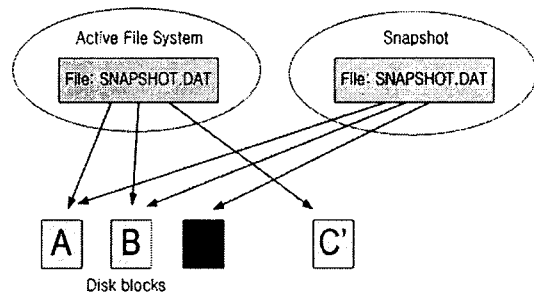 Active File System
Snapshot
File: SNAPSHOT.DAT
File: SNAPSHOT.DAT
A
B
C'
Disk blocks